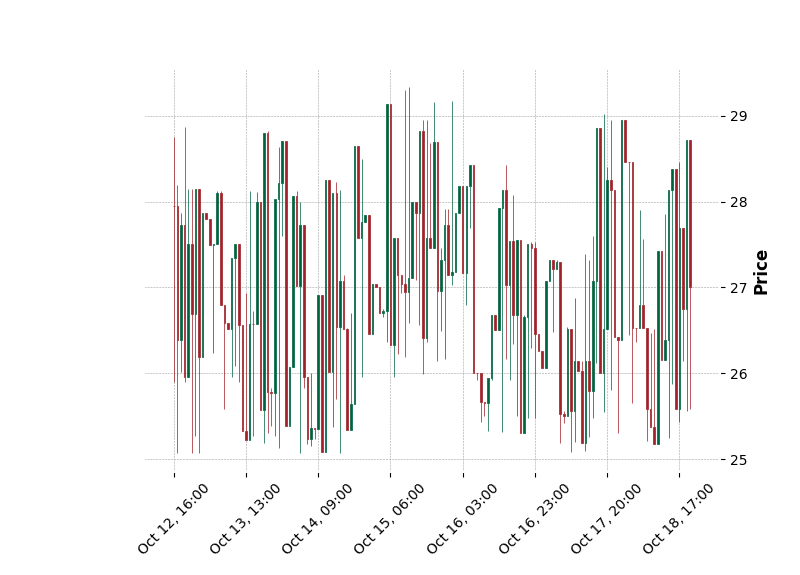 29
28
27
26
25
Price
Oct 12, 16:00
Oct 13, 13:00
Oct 14, 09:00
Oct 15, 06:00
Oct 16, 03:00
Oct 16, 23:00
Oct 17, 20:00
Oct 18, 17:00